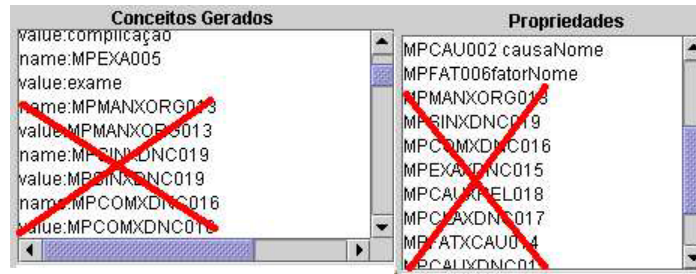 Conceitos Gerados
value:complicação
name:MPEXA005
value:exame
name:MPMANXORG013
value:MPMANXORG013
name:MPSINXDNC019
value:MPSINXDNC019
name:MPCOMXDNC016
value:MPCOMXDNC016
Propriedades
MPCAU002 causaNome
MPFAT006fatorNome
MPMANXORG013
MPSINXDNC019
MPCOMXDNC016
MPEXAXDNC015
MPCAUXREL018
MPCLAXDNC017
MPFATXCAU014